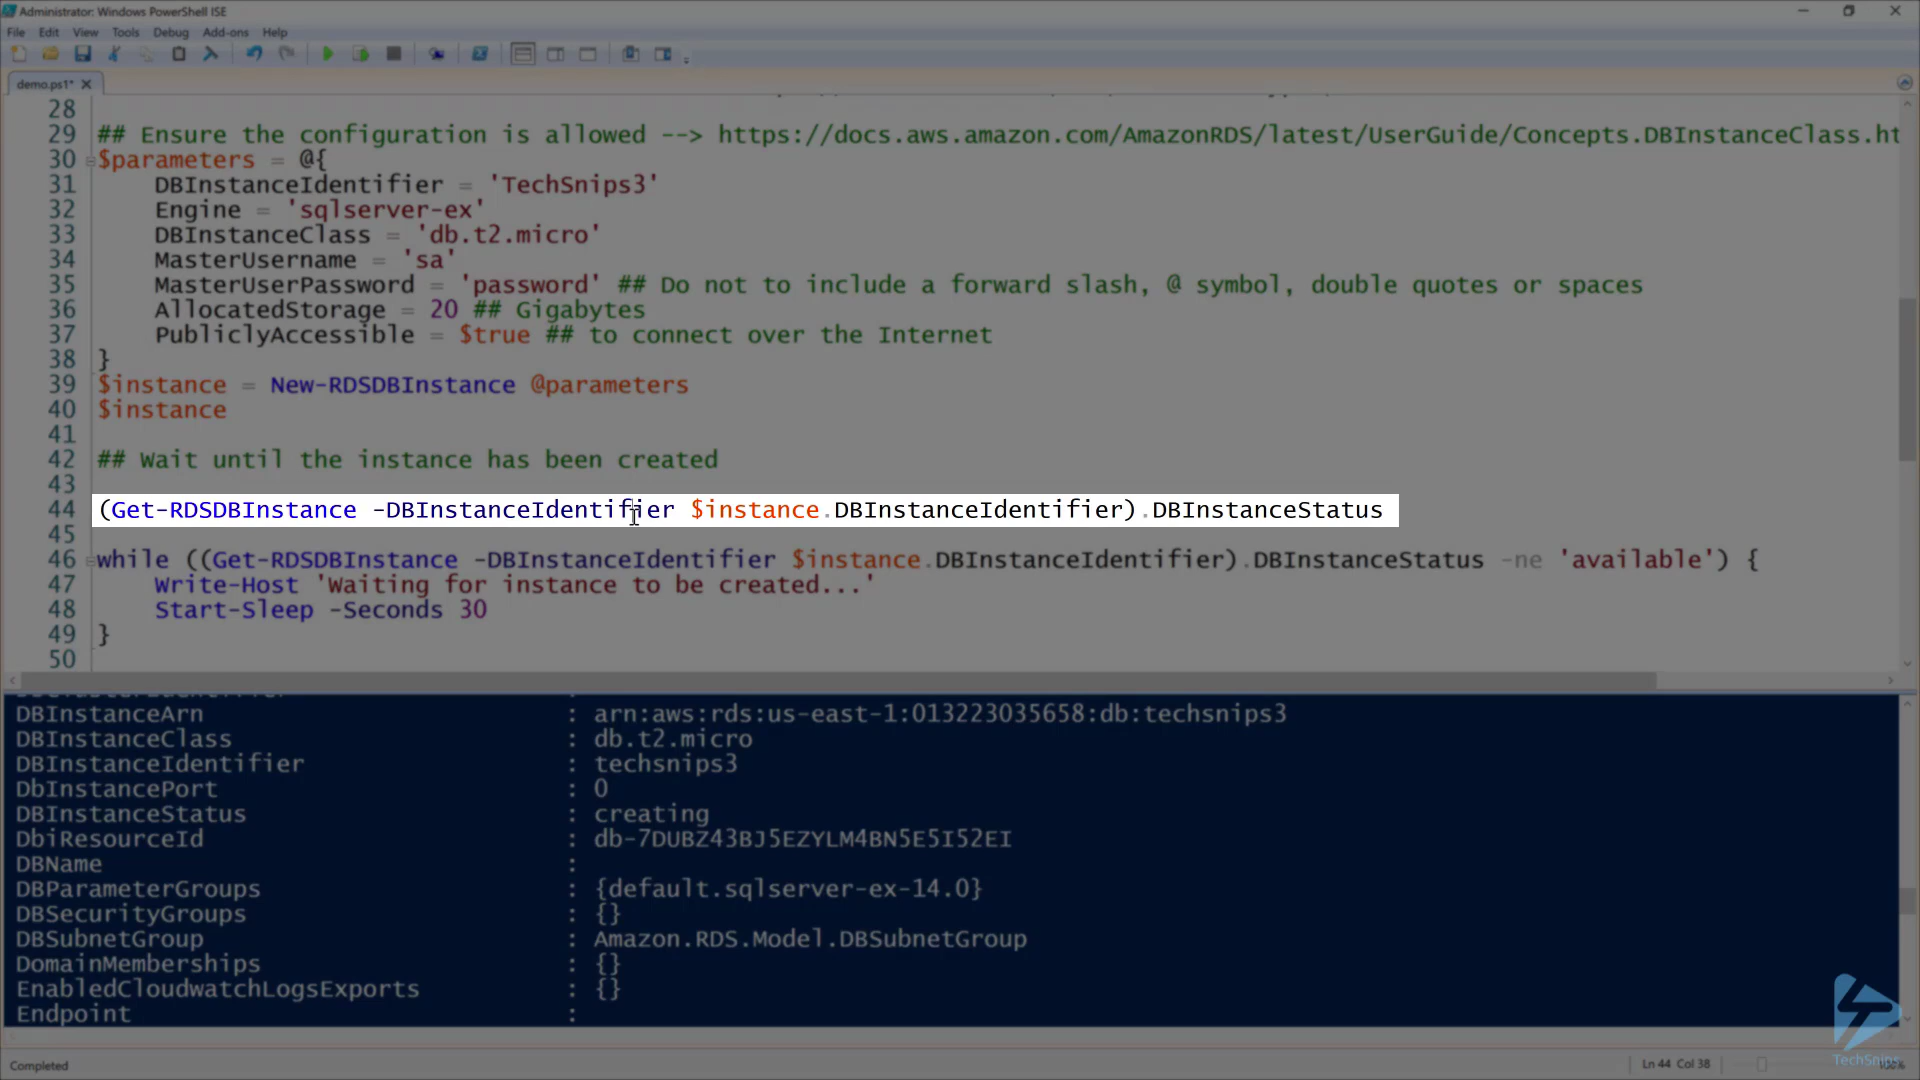 Administrator: Windows PowerShell ISE
File Edit View Tools Debug Add-ons Help
demo.ps1* X
28
29 ## Ensure the configuration is allowed --> https://docs.aws.amazon.com/AmazonRDS/latest/UserGuide/Concepts.DBInstanceClass.ht
30 $parameters = @{
31 DBInstanceIdentifier = 'TechSnips3'
32 Engine = 'sqlserver-ex'
33 DBInstanceClass = 'db.t2.micro'
34 MasterUsername = 'sa'
35 MasterUserPassword = 'password' ## Do not to include a forward slash, @ symbol, double quotes or spaces
36 AllocatedStorage = 20 ## Gigabytes
37 PubliclyAccessible = $true ## to connect over the Internet
38 }
39 $instance = New-RDSDBInstance @parameters
40 $instance
41
42 ## Wait until the instance has been created
43
44 (Get-RDSDBInstance -DBInstanceIdentifier $instance.DBInstanceIdentifier).DBInstanceStatus
45
46 while ((Get-RDSDBInstance -DBInstanceIdentifier $instance.DBInstanceIdentifier).DBInstanceStatus -ne 'available') {
47 Write-Host 'Waiting for instance to be created...'
48 Start-Sleep -Seconds 30
49 }
50
DBInstanceArn : arn:aws:rds:us-east-1:013223035658:db:techsnips3
DBInstanceClass : db.t2.micro
DBInstanceIdentifier : techsnips3
DbInstancePort : 0
DBInstanceStatus : creating
DbiResourceId : db-7DUBZ43BJ5EZYLM4BN5E5I52EI
DBName :
DBParameterGroups : {default.sqlserver-ex-14.0}
DBSecurityGroups : {}
DBSubnetGroup : Amazon.RDS.Model.DBSubnetGroup
DomainMemberships : {}
EnabledCloudwatchLogsExports : {}
Endpoint :
Completed
Ln 44 Col 38
TechSnips